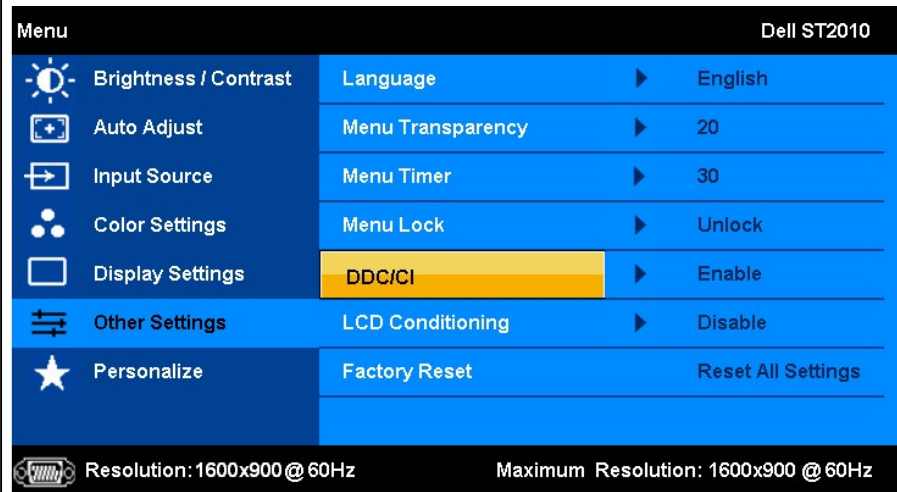 Menu Dell ST2010
Brightness / Contrast Language English
Auto Adjust Menu Transparency 20
Input Source Menu Timer 30
Color Settings Menu Lock Unlock
Display Settings DDC/CI Enable
Other Settings LCD Conditioning Disable
Personalize Factory Reset Reset All Settings
Resolution: 1600x900 @ 60Hz Maximum Resolution: 1600x900 @ 60Hz